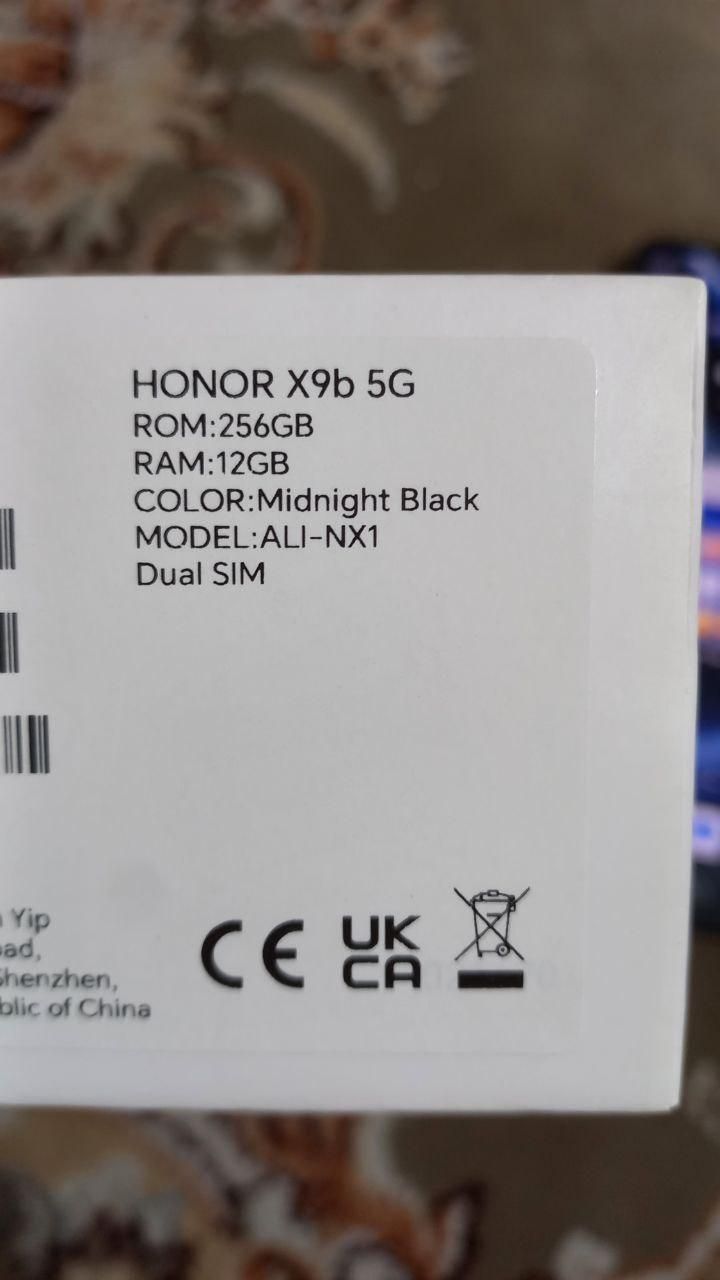 HONOR X9b 5G
ROM:256GB
RAM:12GB
COLOR:Midnight Black
MODEL:ALI-NX1
Dual SIM
Yip
Shenzhen,
of China
CE
UK
CA